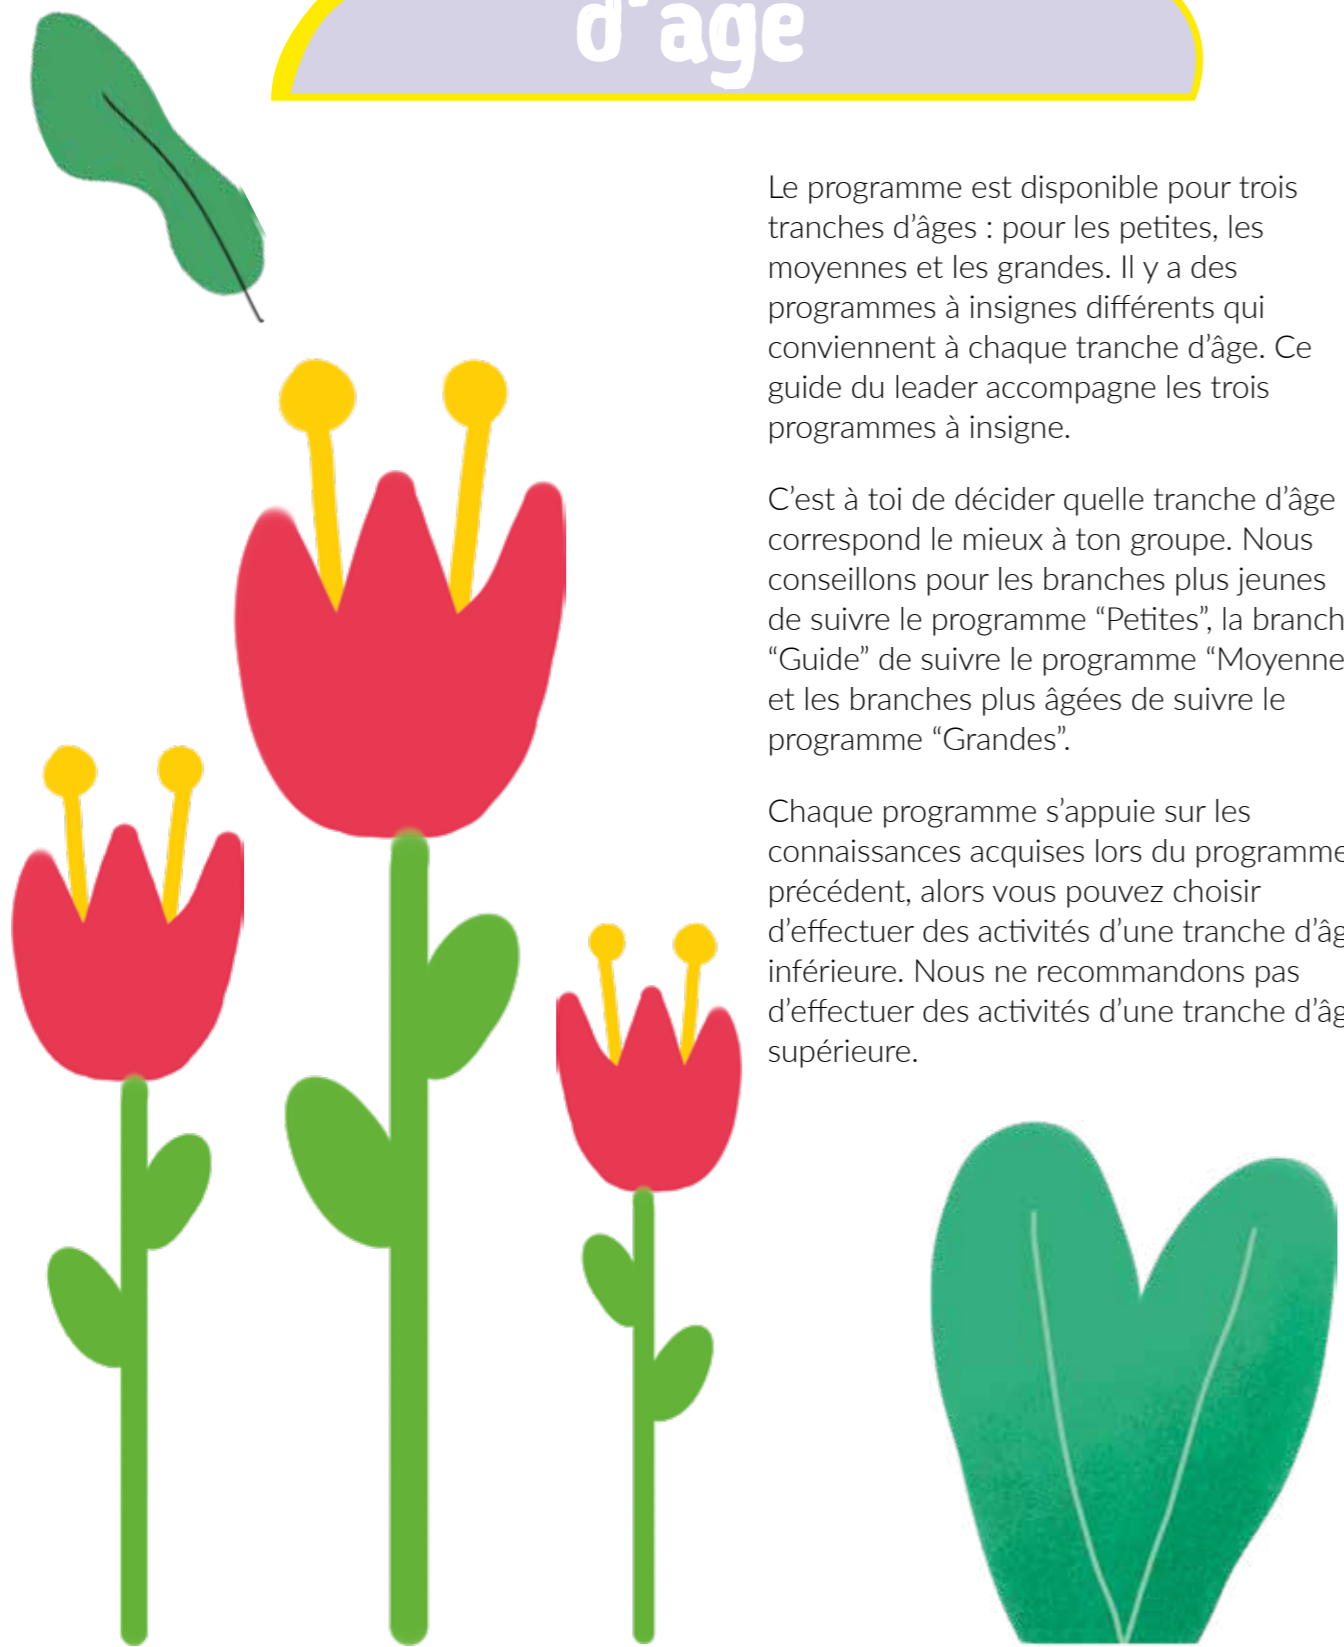 d'age
Le programme est disponible pour trois
tranches d’âges : pour les petites, les
moyennes et les grandes. Il y a des
programmes à insignes différents qui
conviennent à chaque tranche d’âge. Ce
guide du leader accompagne les trois
programmes à insigne.
C’est à toi de décider quelle tranche d’âge
correspond le mieux à ton groupe. Nous
conseillons pour les branches plus jeunes
de suivre le programme “Petites”, la branch
“Guide” de suivre le programme “Moyenne
et les branches plus âgées de suivre le
programme “Grandes”.
Chaque programme s’appuie sur les
connaissances acquises lors du programme
précédent, alors vous pouvez choisir
d’effectuer des activités d’une tranche d’âg
inférieure. Nous ne recommandons pas
d’effectuer des activités d’une tranche d’âg
supérieure.